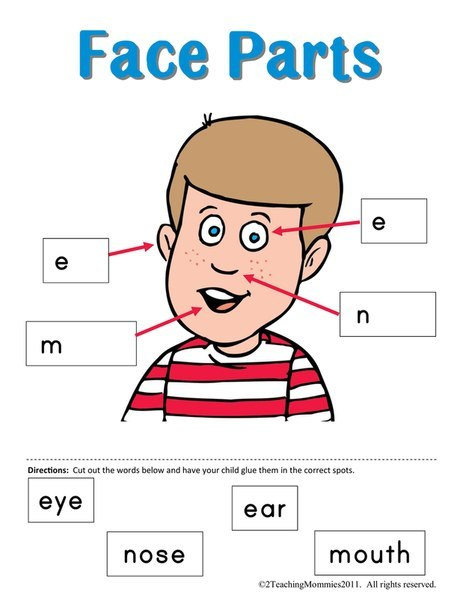 Face Parts
e
e
n
m
Directions: Cut out the words below and have your child glue them in the correct spots.
eye
ear
nose
mouth
©2TeachingMommies2011. All rights reserved.